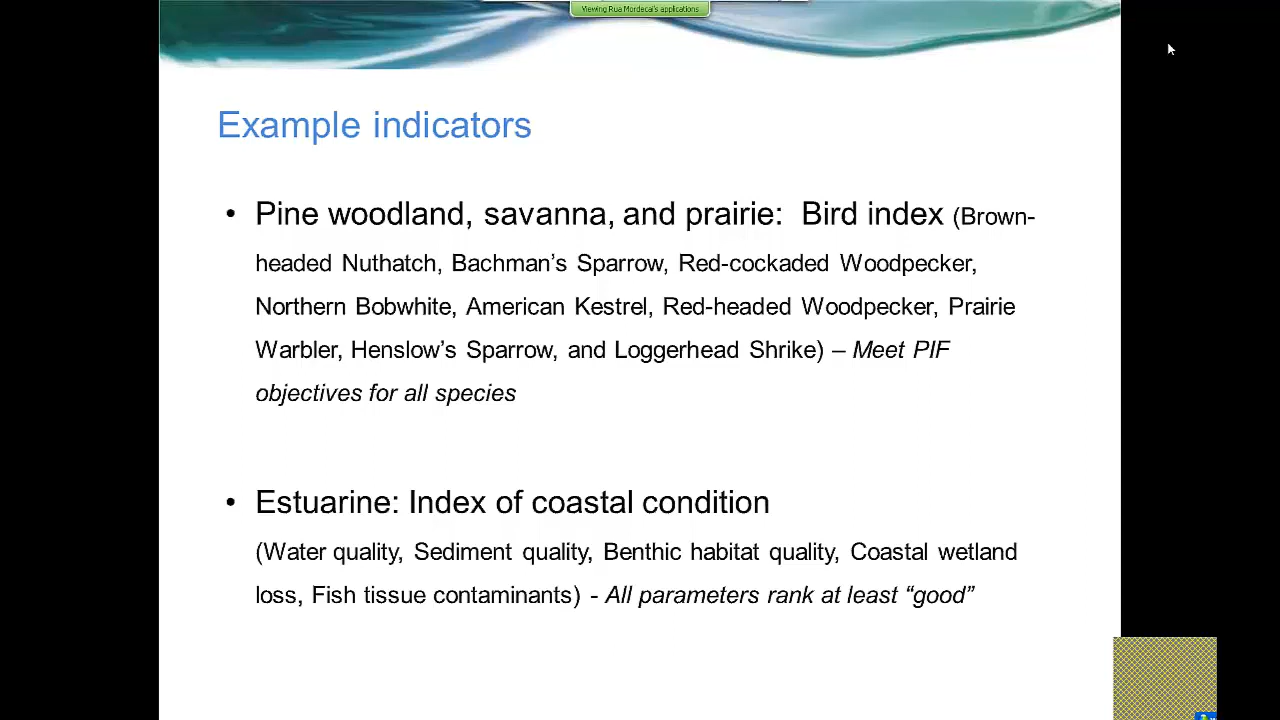 Viewing Rua Mordecai's applications
Example indicators
• Pine woodland, savanna, and prairie: Bird index (Brown-
headed Nuthatch, Bachman’s Sparrow, Red-cockaded Woodpecker,
Northern Bobwhite, American Kestrel, Red-headed Woodpecker, Prairie
Warbler, Henslow’s Sparrow, and Loggerhead Shrike) – Meet PIF
objectives for all species
• Estuarine: Index of coastal condition
(Water quality, Sediment quality, Benthic habitat quality, Coastal wetland
loss, Fish tissue contaminants) - All parameters rank at least “good”